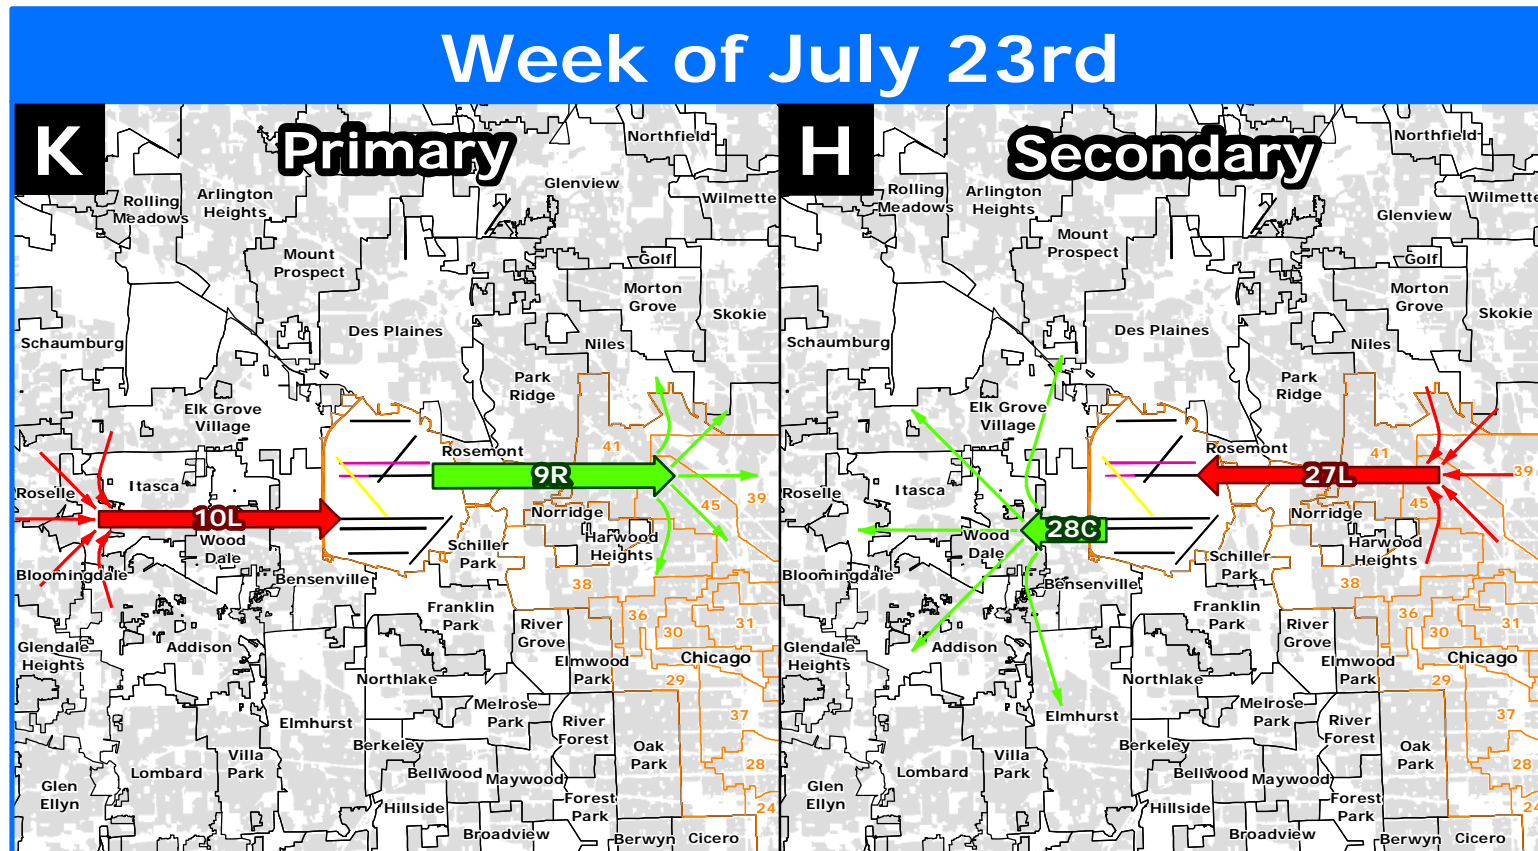 Week of July 23rd
K
Primary
Northfield
Rolling
Meadows
Arlington
Heights
Glenview
Wilmette
Mount
Prospect
Golf
Morton
Grove
Skokie
Schaumburg
Des Plaines
Niles
Park
Ridge
Elk Grove
Village
41
Rosemont
9R
Roselle
Itasca
45
39
10L
Norridge
Wood
Dale
Schiller
Park
Harwood
Heights
Bloomingdale
Bensenville
38
Franklin
Park
36
30
31
River
Grove
Glendale
Heights
Addison
Elmwood
Park
Chicago
Northlake
29
Melrose
Park
37
Elmhurst
River
Forest
Berkeley
Oak
Park
Villa
Park
Lombard
Bellwood
Maywood
28
Glen
Ellyn
Forest
Park
24
Hillside
Broadview
Berwyn
Cicero
H
Secondary
Northfield
Rolling
Meadows
Arlington
Heights
Wilmette
Glenview
Mount
Prospect
Golf
Morton
Grove
Skokie
Schaumburg
Des Plaines
Niles
Park
Ridge
Elk Grove
Village
Rosemont
41
27L
39
Roselle
Itasca
45
Norridge
28C
Wood
Dale
Harwood
Heights
Schiller
Park
Bloomingdale
Bensenville
38
Franklin
Park
36
30
31
River
Grove
Glendale
Heights
Addison
Elmwood
Park
Chicago
Northlake
29
Melrose
Park
37
Elmhurst
River
Forest
Berkeley
Oak
Park
Villa
Park
Lombard
Bellwood
Maywood
28
Glen
Ellyn
Forest
Park
24
Hillside
Broadview
Berwyn
Cicero